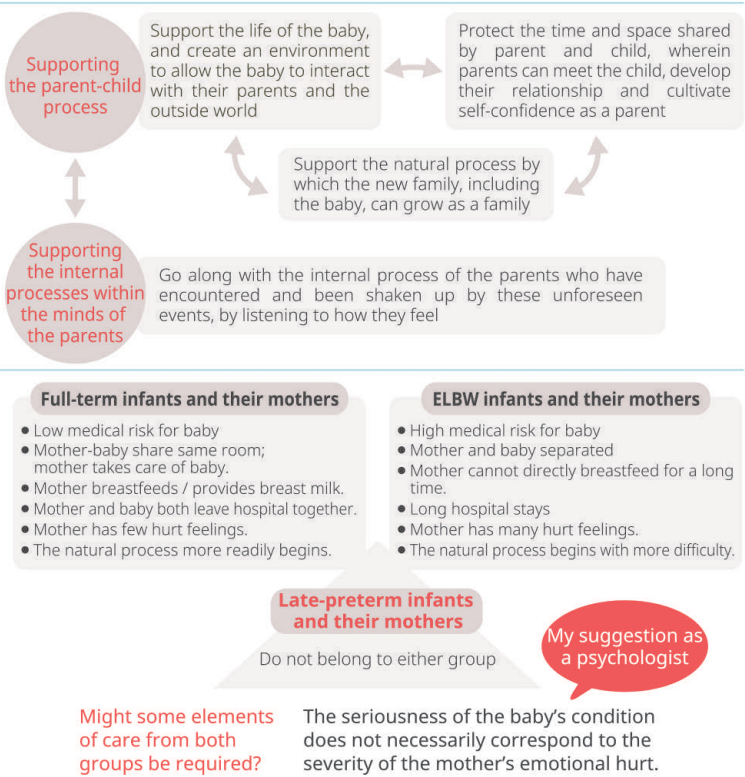 Supporting
the parent-child
process
Support the life of the baby,
and create an environment
to allow the baby to interact
with their parents and the
outside world
Protect the time and space shared
by parent and child, wherein
parents can meet the child, develop
their relationship and cultivate
self-confidence as a parent
Support the natural process by
which the new family, including
the baby, can grow as a family
Supporting
the internal
processes within
the minds of
the parents
Go along with the internal process of the parents who have
encountered and been shaken up by these unforeseen
events, by listening to how they feel
Full-term infants and their mothers
● Low medical risk for baby
● Mother-baby share same room;
mother takes care of baby.
● Mother breastfeeds / provides breast milk.
● Mother and baby both leave hospital together.
● Mother has few hurt feelings.
● The natural process more readily begins.
ELBW infants and their mothers
● High medical risk for baby
● Mother and baby separated
● Mother cannot directly breastfeed for a long
time.
● Long hospital stays
● Mother has many hurt feelings.
● The natural process begins with more difficulty.
Late-preterm infants
and their mothers
Do not belong to either group
My suggestion as
a psychologist
Might some elements
of care from both
groups be required?
The seriousness of the baby's condition
does not necessarily correspond to the
severity of the mother's emotional hurt.